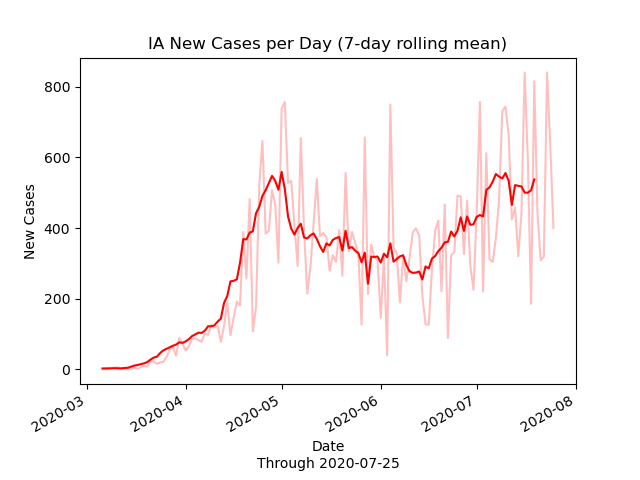 IA New Cases per Day (7-day rolling mean)
800
600
400
200
0
New Cases
2020-03
2020-04
2020-05
2020-06
2020-07
2020-08
Date
Through 2020-07-25